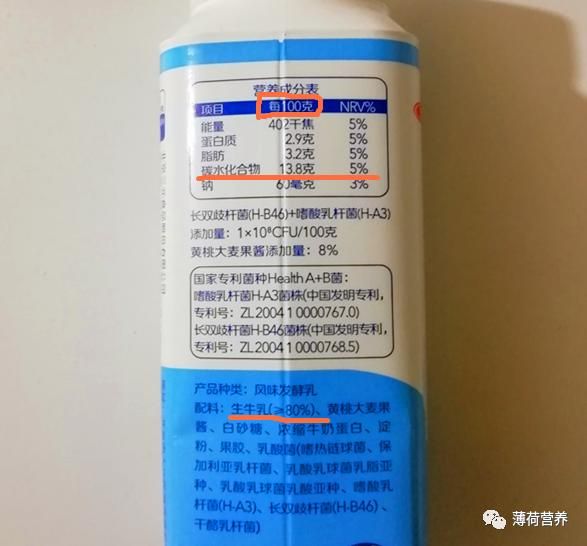 营养成分表
项目 每100克 NRV%
能量 402千焦 5%
蛋白质 2.9克 5%
脂肪 3.2克 5%
碳水化合物 13.8克 5%
钠 60毫克 3%
长双歧杆菌(H-B46)+嗜酸乳杆菌(H-A3)
添加量：1×10⁸CFU/100克
黄桃大麦果酱添加量：8%
国家专利菌种Health A+B菌：
嗜酸乳杆菌H-A3菌株(中国发明专利，
专利号：ZL200410000767.0)
长双歧杆菌H-B46菌株(中国发明专利，
专利号：ZL200410000768.5)
产品种类：风味发酵乳
配料：生牛乳(≥80%)、黄桃大麦果
酱、白砂糖、浓缩牛奶蛋白、淀
粉、果胶、乳酸菌(嗜热链球菌、保
加利亚乳杆菌、乳酸乳球菌乳脂亚
种、乳酸乳球菌乳酸亚种、嗜酸乳
杆菌(H-A3)、长双歧杆菌(H-B46)、
干酪乳杆菌)
薄荷营养